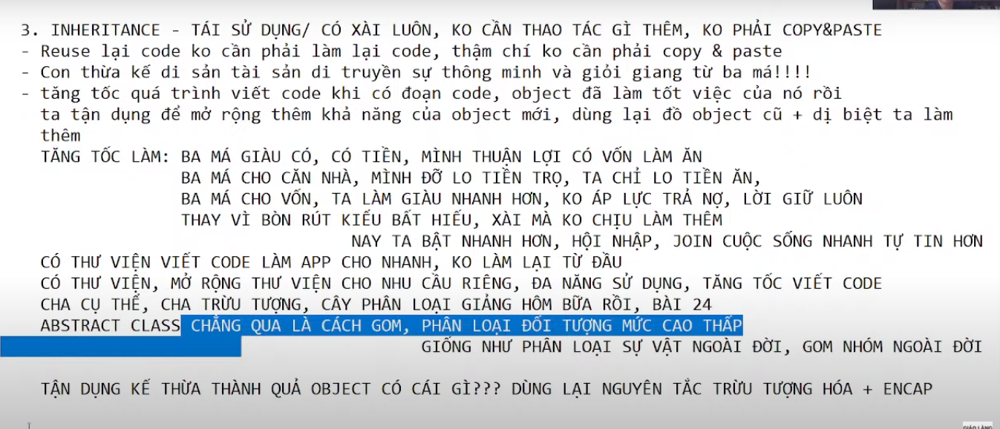 3. INHERITANCE - TÁI SỬ DỤNG/ CÓ XÀI LUÔN, KO CẦN THAO TÁC GÌ THÊM, KO PHẢI COPY&PASTE
- Reuse lại code ko cần phải làm lại code, thậm chí ko cần phải copy & paste
- Con thừa kế di sản tài sản di truyền sự thông minh và giỏi giang từ ba má!!!!
- tăng tốc quá trình viết code khi có đoạn code, object đã làm tốt việc của nó rồi
ta tận dụng để mở rộng thêm khả năng của object mới, dùng lại đồ object cũ + dị biệt ta làm
thêm
TĂNG TỐC LÀM: BA MÁ GIÀU CÓ, CÓ TIỀN, MÌNH THUẬN LỢI CÓ VỐN LÀM ĂN
BA MÁ CHO CĂN NHÀ, MÌNH ĐỠ LO TIỀN TRỌ, TA CHỈ LO TIỀN ĂN,
BA MÁ CHO VỐN, TA LÀM GIÀU NHANH HƠN, KO ÁP LỰC TRẢ NỢ, LỜI GIỮ LUÔN
THAY VÌ BÒN RÚT KIẾU BẤT HIẾU, XÀI MÀ KO CHỊU LÀM THÊM
NAY TA BẬT NHANH HƠN, HỘI NHẬP, JOIN CUỘC SỐNG NHANH TỰ TIN HƠN
CÓ THƯ VIỆN VIẾT CODE LÀM APP CHO NHANH, KO LÀM LẠI TỪ ĐẦU
CÓ THƯ VIỆN, MỞ RỘNG THƯ VIỆN CHO NHU CẦU RIÊNG, ĐA NĂNG SỬ DỤNG, TĂNG TỐC VIẾT CODE
CHA CỤ THỂ, CHA TRỪU TƯỢNG, CÂY PHÂN LOẠI GIẢNG HÔM BỮA RỒI, BÀI 24
ABSTRACT CLASS CHẲNG QUA LÀ CÁCH GOM, PHÂN LOẠI ĐỐI TƯỢNG MỨC CAO THẤP
GIỐNG NHƯ PHÂN LOẠI SỰ VẬT NGOÀI ĐỜI, GOM NHÓM NGOÀI ĐỜI
TẬN DỤNG KẾ THỪA THÀNH QUẢ OBJECT CÓ CÁI GÌ??? DÙNG LẠI NGUYÊN TẮC TRỪU TƯỢNG HÓA + ENCAP
GIÁO LÀNG